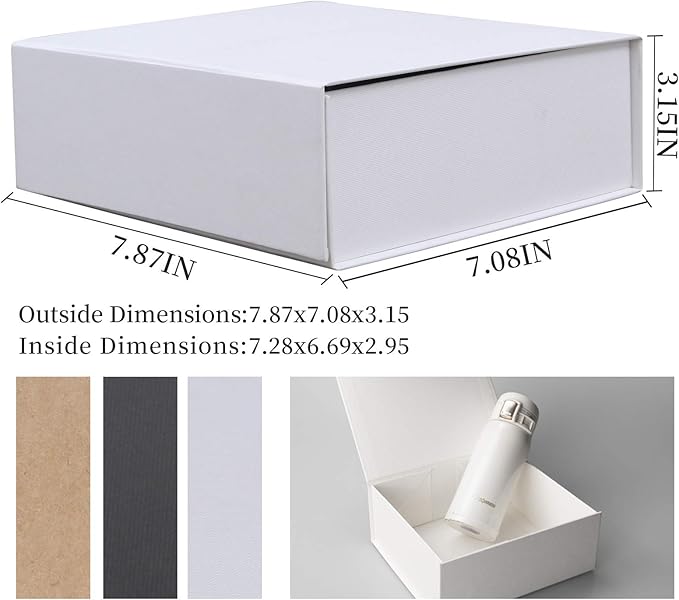 3.15IN
7.87IN
7.08IN
Outside Dimensions:7.87x7.08x3.15
Inside Dimensions:7.28x6.69x2.95